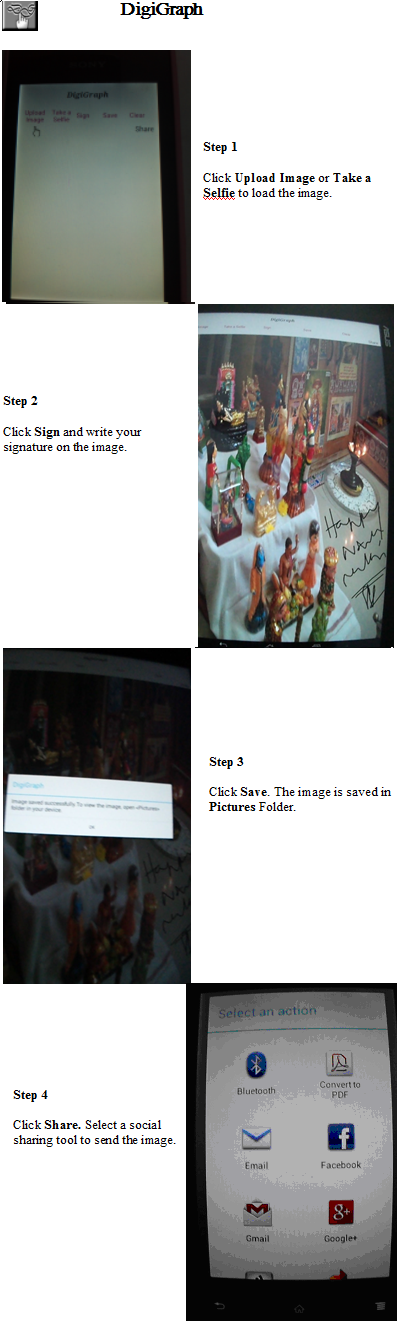 DigiGraph
DigiGraph
Upload Image
Take a Selfie
Sign
Save
Clear
Share
Step 1
Click Upload Image or Take a
Selfie to load the image.
DigiGraph
Step 2
Click Sign and write your
signature on the image.
ASUS
Happy
DigiGraph
Image saved successfully. To view the image, open <Pictures>
folder in your device.
OK
Step 3
Click Save. The image is saved in
Pictures Folder.
Select an action
Bluetooth
Convert to
PDF
Email
Facebook
Gmail
Google+
Step 4
Click Share. Select a social
sharing tool to send the image.